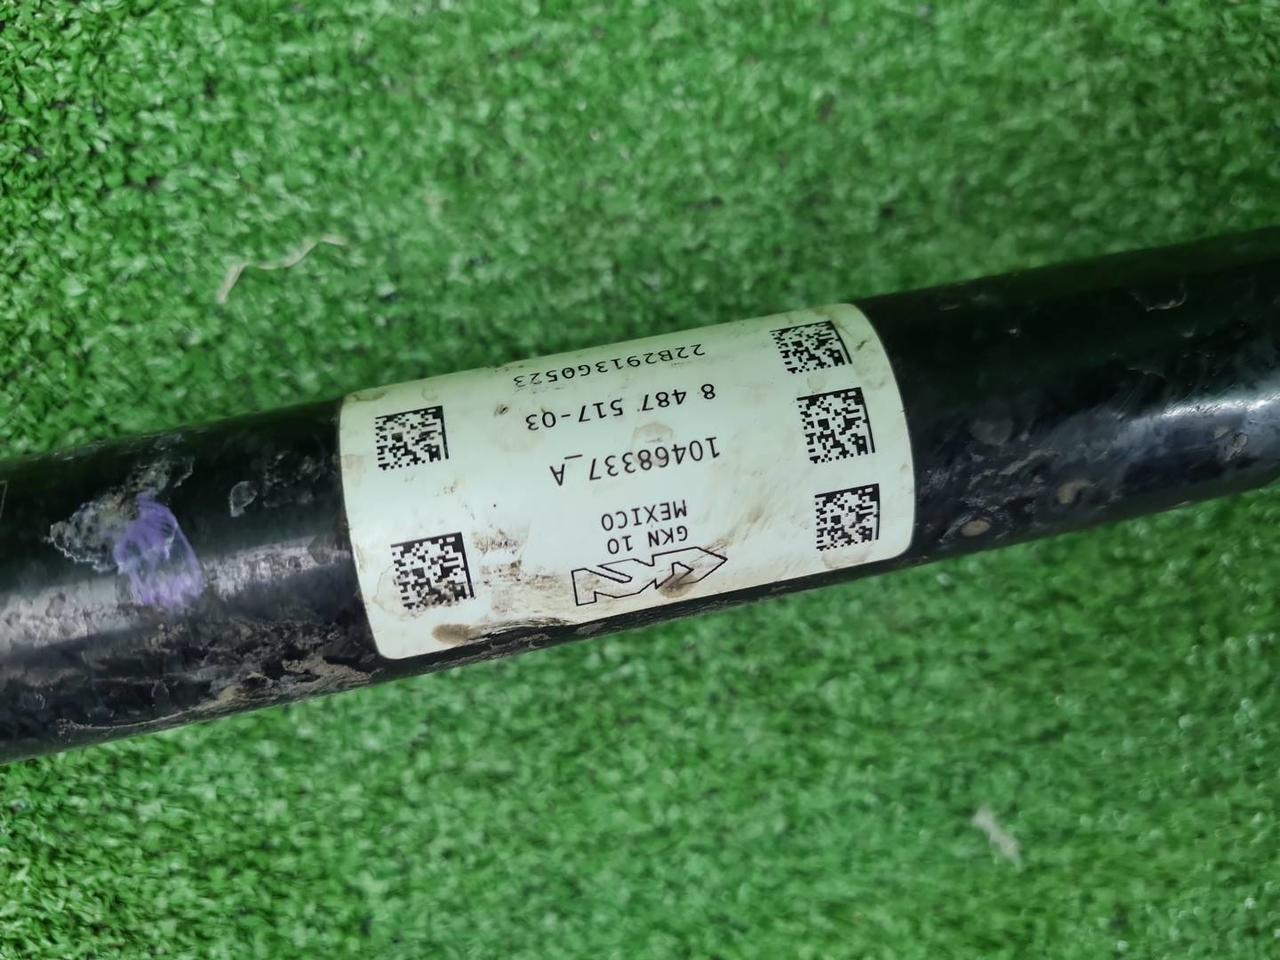 GKN 10
MEXICO
10468337_A
8 487 517-03
22B2913G0523